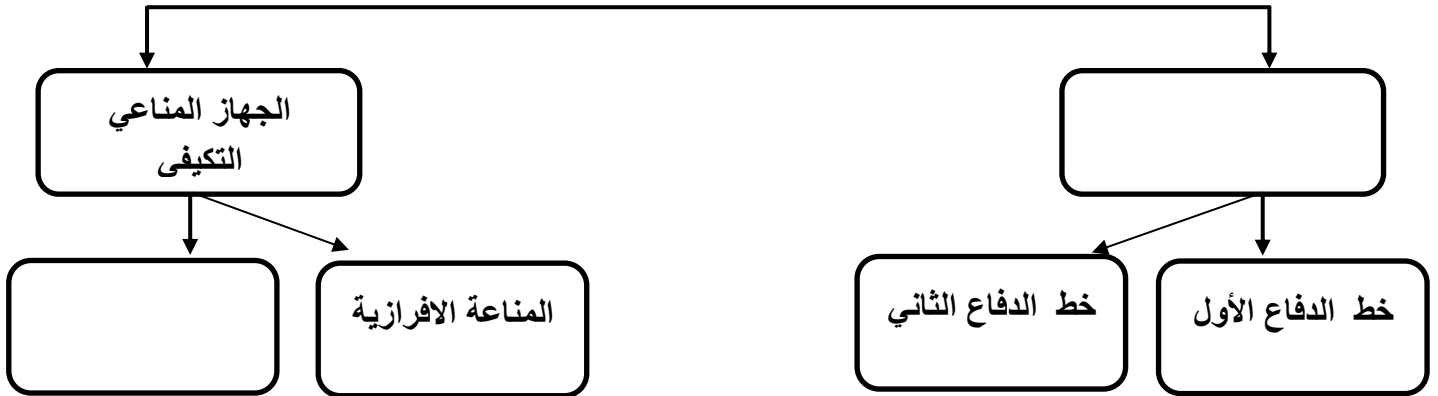 الجهاز المناعي
التكيفى
خط الدفاع الأول
خط الدفاع الثاني
المناعة الافرازية